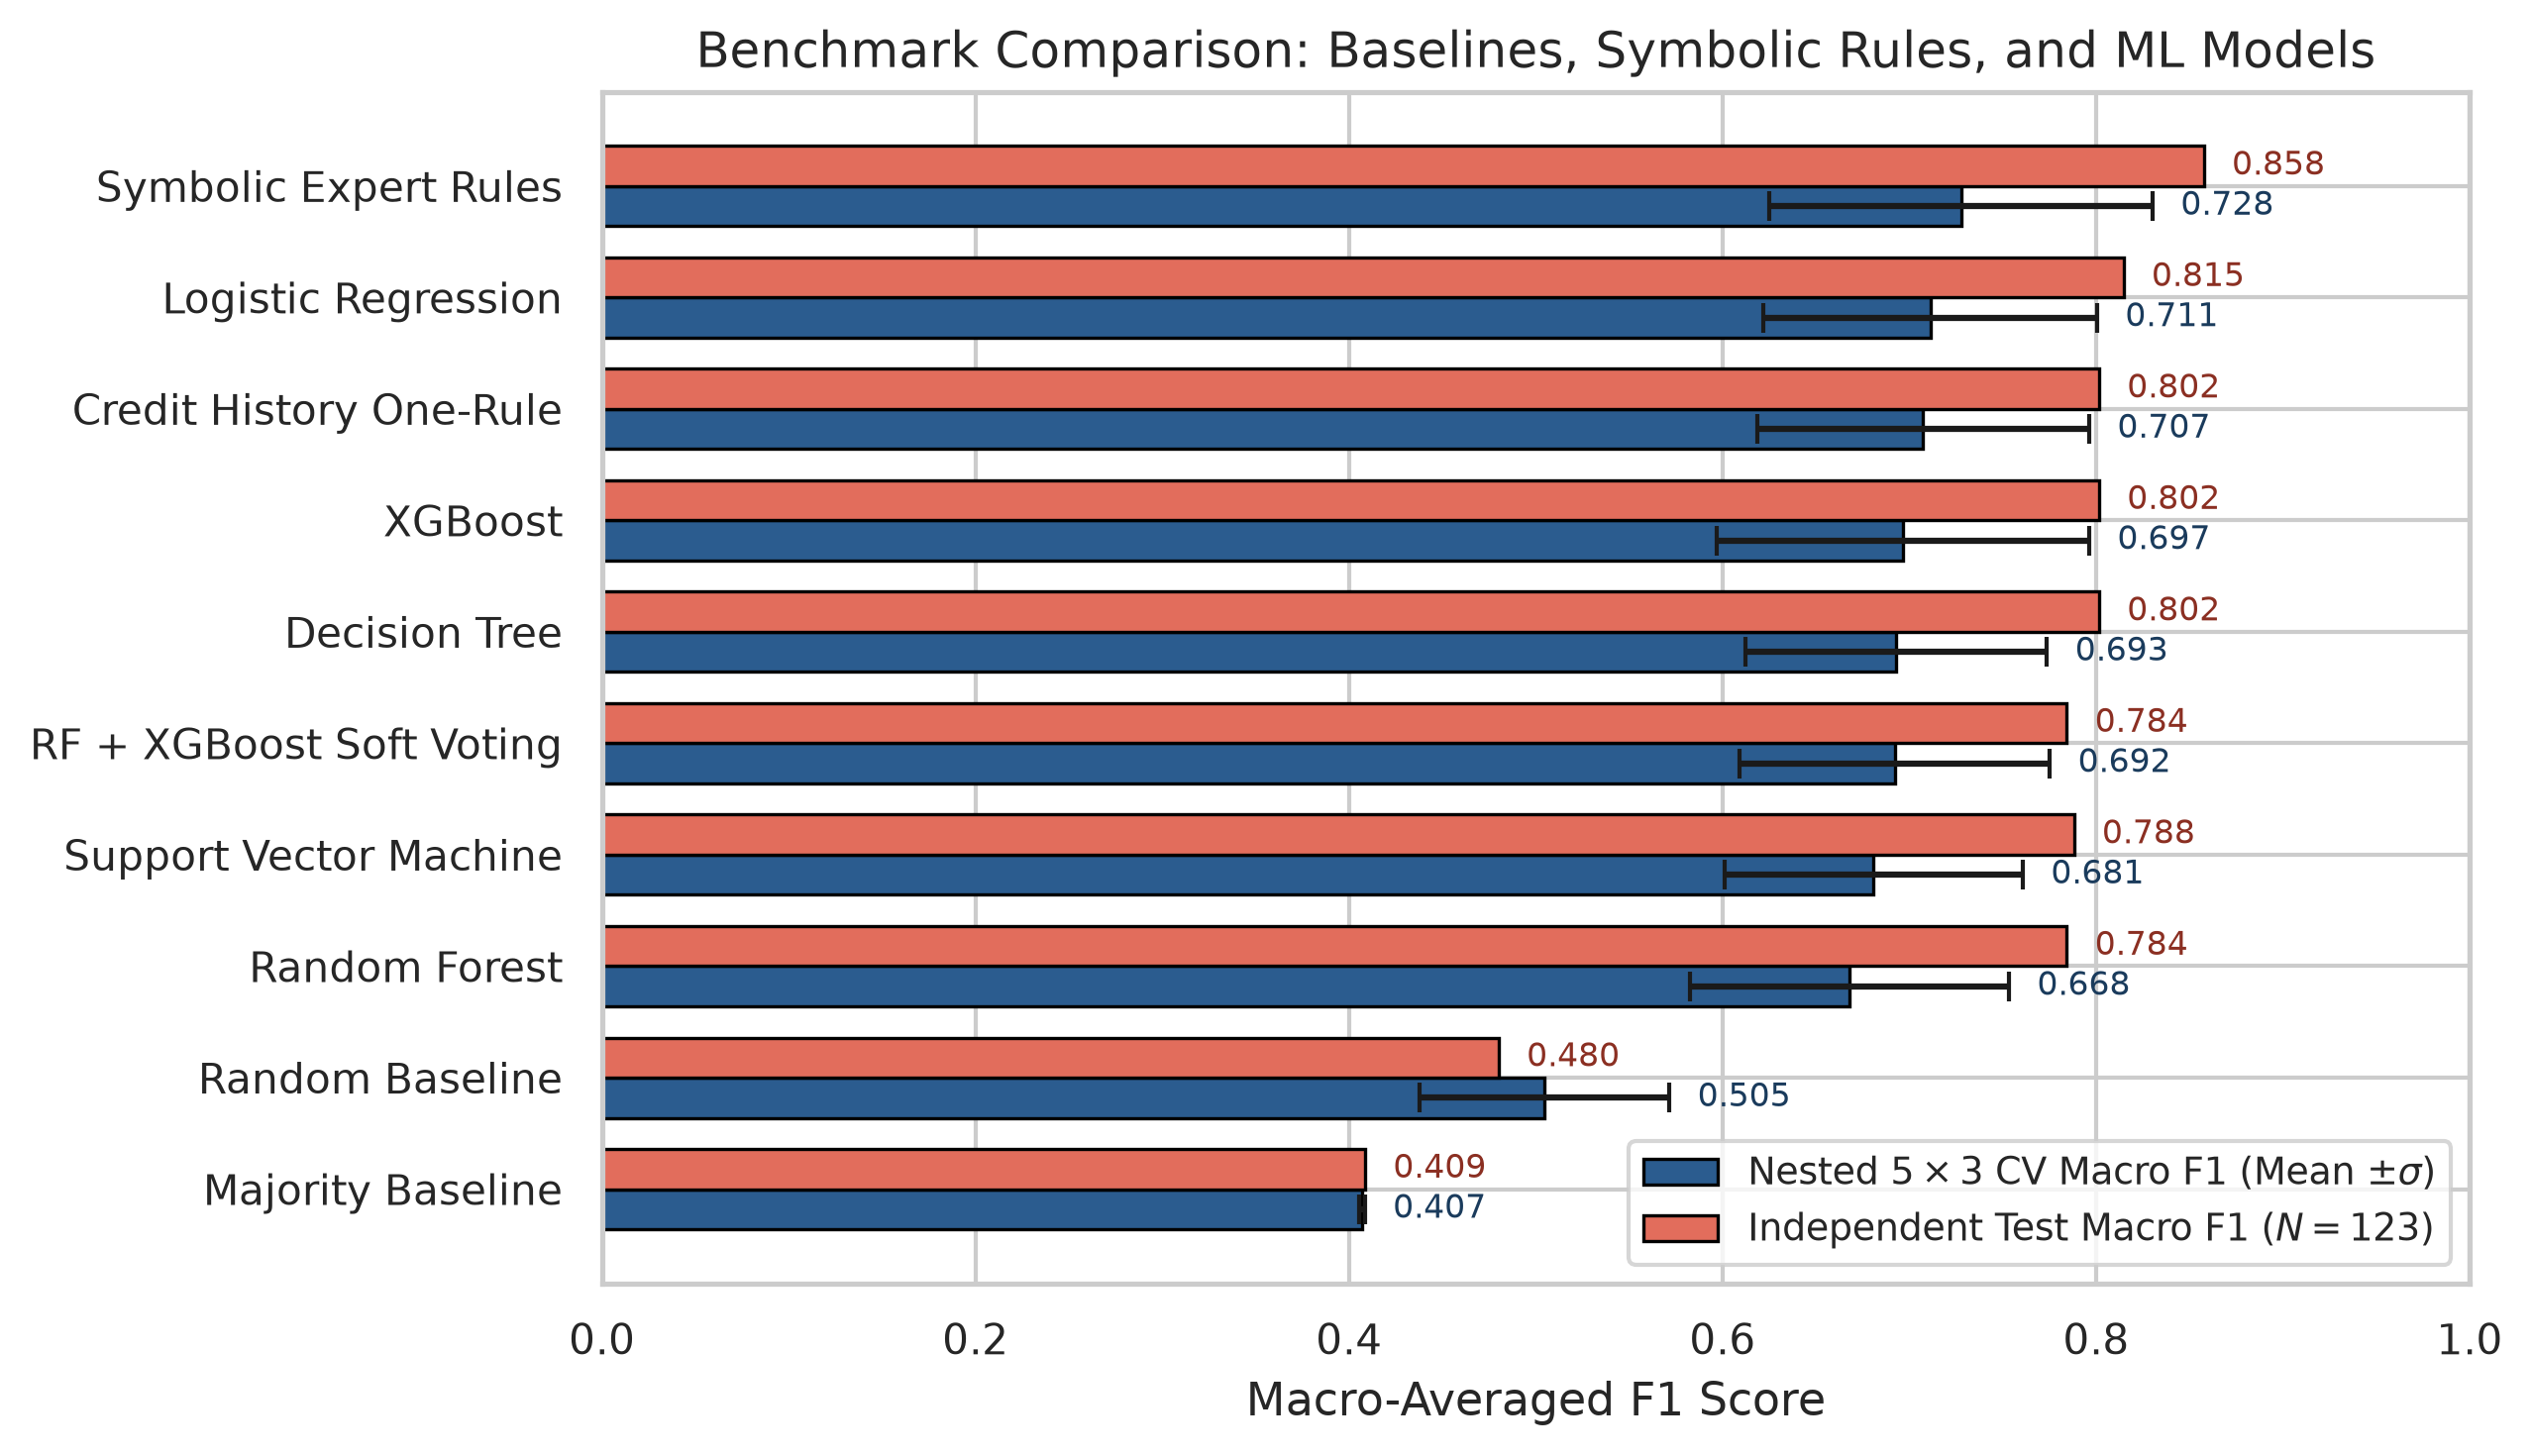 Benchmark Comparison: Baselines, Symbolic Rules, and ML Models
Symbolic Expert Rules
0.858
0.728
Logistic Regression
0.815
0.711
Credit History One-Rule
0.802
0.707
XGBoost
0.802
0.697
Decision Tree
0.802
0.693
RF + XGBoost Soft Voting
0.784
0.692
Support Vector Machine
0.788
0.681
Random Forest
0.784
0.668
Random Baseline
0.480
0.505
Majority Baseline
0.409
0.407
Nested 5 × 3 CV Macro F1 (Mean ±σ)
Independent Test Macro F1 (N = 123)
0.0 0.2 0.4 0.6 0.8 1.0
Macro-Averaged F1 Score